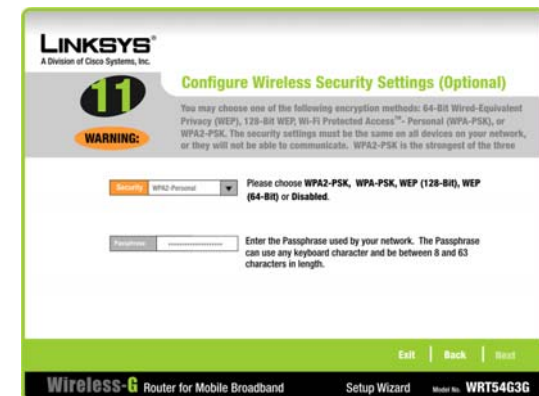 LINKSYS®
A Division of Cisco Systems, Inc.
11
WARNING:
Configure Wireless Security Settings (Optional)
You may choose one of the following encryption methods: 64-Bit Wired-Equivalent
Privacy (WEP), 128-Bit WEP, Wi-Fi Protected Access™- Personal (WPA-PSK), or
WPA2-PSK. The security settings must be the same on all devices on your network,
or they will not be able to communicate. WPA2-PSK is the strongest of the three
Security WPA2-Personal
Please choose WPA2-PSK, WPA-PSK, WEP (128-Bit), WEP
(64-Bit) or Disabled.
Passphrase
Enter the Passphrase used by your network. The Passphrase
can use any keyboard character and be between 8 and 63
characters in length.
Exit | Back | Next
Wireless-G Router for Mobile Broadband Setup Wizard Model No. WRT54G3G